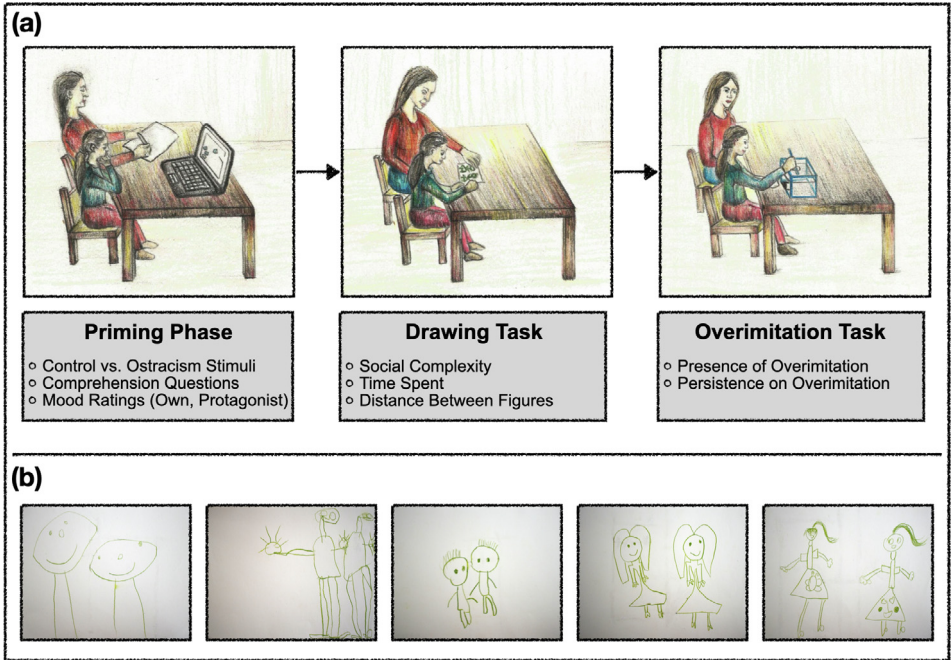 (a)
Priming Phase
Control vs. Ostracism Stimuli
Comprehension Questions
Mood Ratings (Own, Protagonist)
Drawing Task
Social Complexity
Time Spent
Distance Between Figures
Overimitation Task
Presence of Overimitation
Persistence on Overimitation
(b)